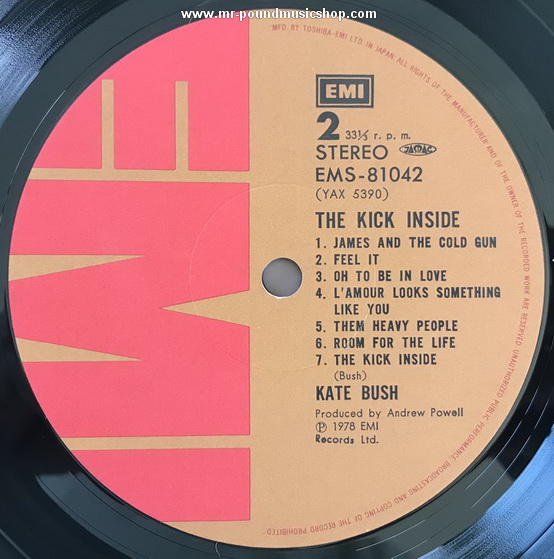 www.mr-poundmusicshop.com
MFD. BY TOSHIBA-EMI LTD. IN JAPAN. ALL RIGHTS OF THE MANUFACTURER AND OF THE OWNER OF THE RECORDED WORK ARE RESERVED. UNAUTHORIZED PUBLIC PERFORMANCE, BROADCASTING AND COPYING OF THE RECORD PROHIBITED
EMI
EMI
2 33⅓ r. p. m.
STEREO JASRAC
EMS-81042
(YAX 5390)
THE KICK INSIDE
1. JAMES AND THE COLD GUN
2. FEEL IT
3. OH TO BE IN LOVE
4. L'AMOUR LOOKS SOMETHING
LIKE YOU
5. THEM HEAVY PEOPLE
6. ROOM FOR THE LIFE
7. THE KICK INSIDE
(Bush)
KATE BUSH
Produced by Andrew Powell
℗ 1978 EMI
Records Ltd.